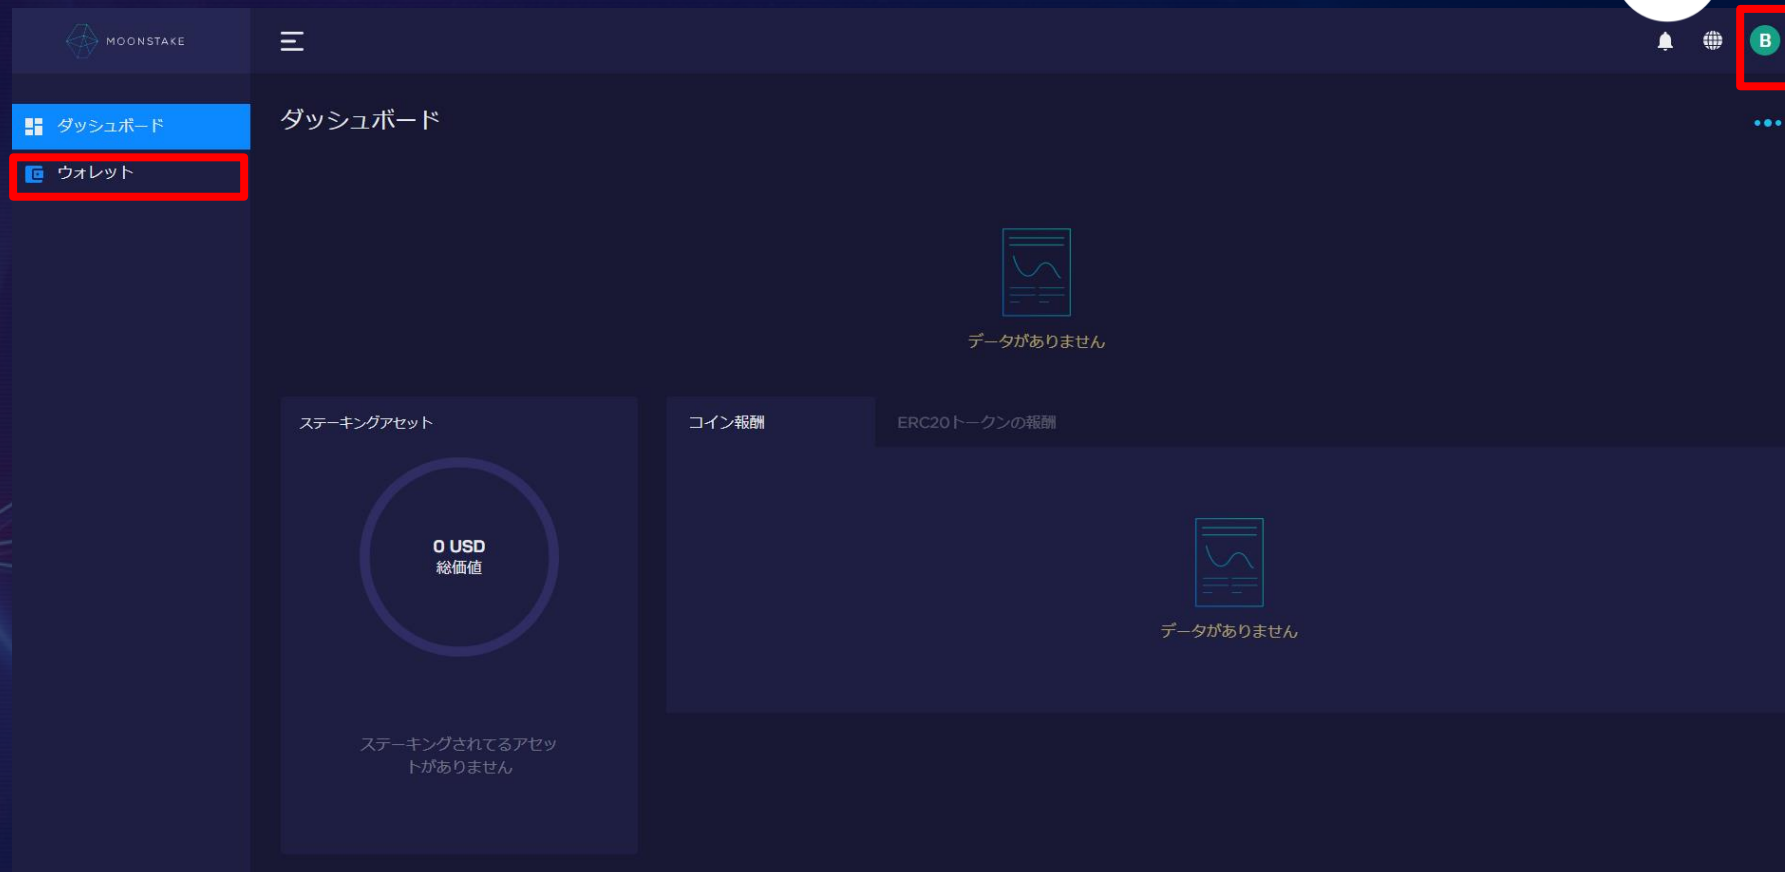 MOONSTAKE
B
ダッシュボード
ダッシュボード
ウォレット
データがありません
ステーキングアセット
コイン報酬
ERC20トークンの報酬
0 USD
総価値
データがありません
ステーキングされてるアセッ
トがありません